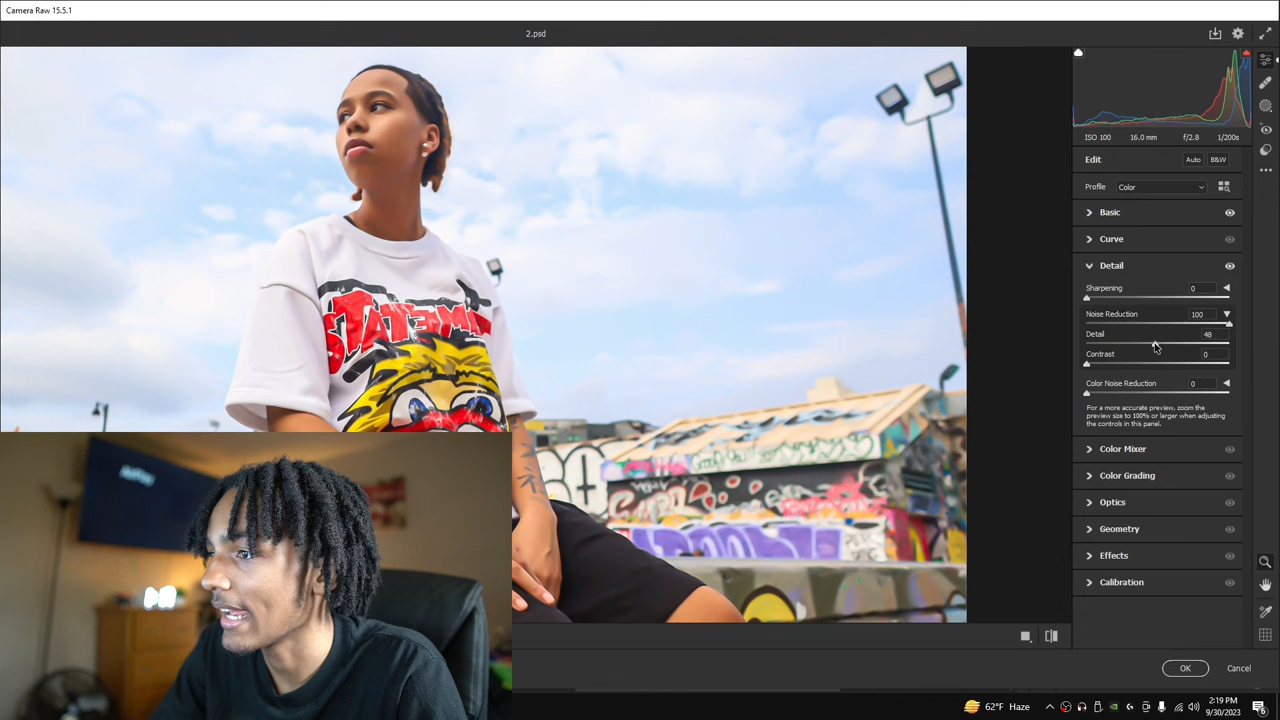 Camera Raw 15.5.1
2.psd
ISO 100 16.0 mm f/2.8 1/200s
Edit Auto B&W
Profile Color
Basic
Curve
Detail
Sharpening 0
Noise Reduction 100
Detail 48
Contrast 0
Color Noise Reduction 0
For a more accurate preview, zoom the
preview size to 100% or larger when adjusting
the controls in this panel.
Color Mixer
Color Grading
Optics
Geometry
Effects
Calibration
OK Cancel
62°F Haze
2:19 PM
9/30/2023
6